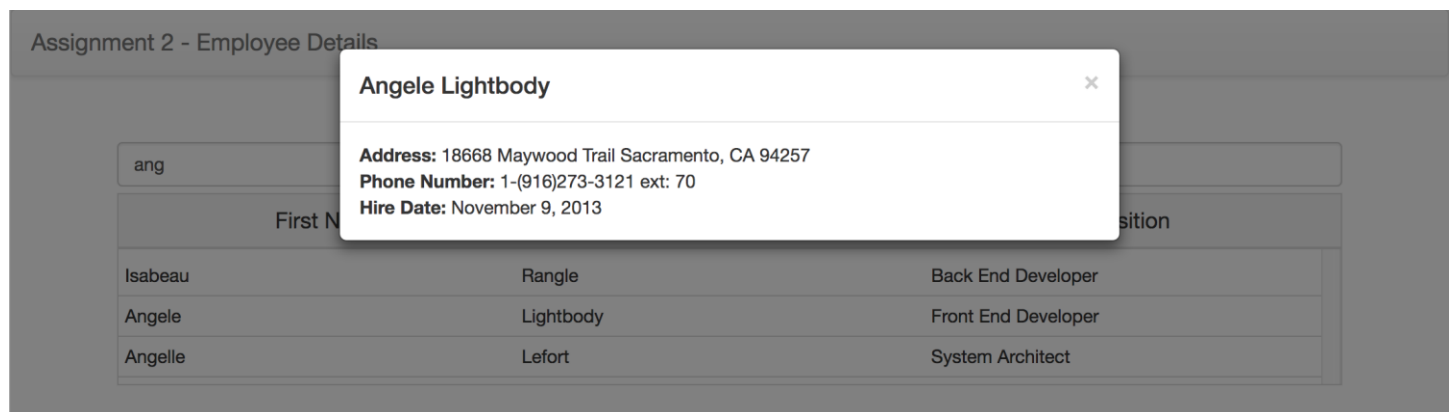 Assignment 2 - Employee Details
Angele Lightbody ×
Address: 18668 Maywood Trail Sacramento, CA 94257
Phone Number: 1-(916)273-3121 ext: 70
Hire Date: November 9, 2013
ang
First N
sition
Isabeau Rangle Back End Developer
Angele Lightbody Front End Developer
Angelle Lefort System Architect